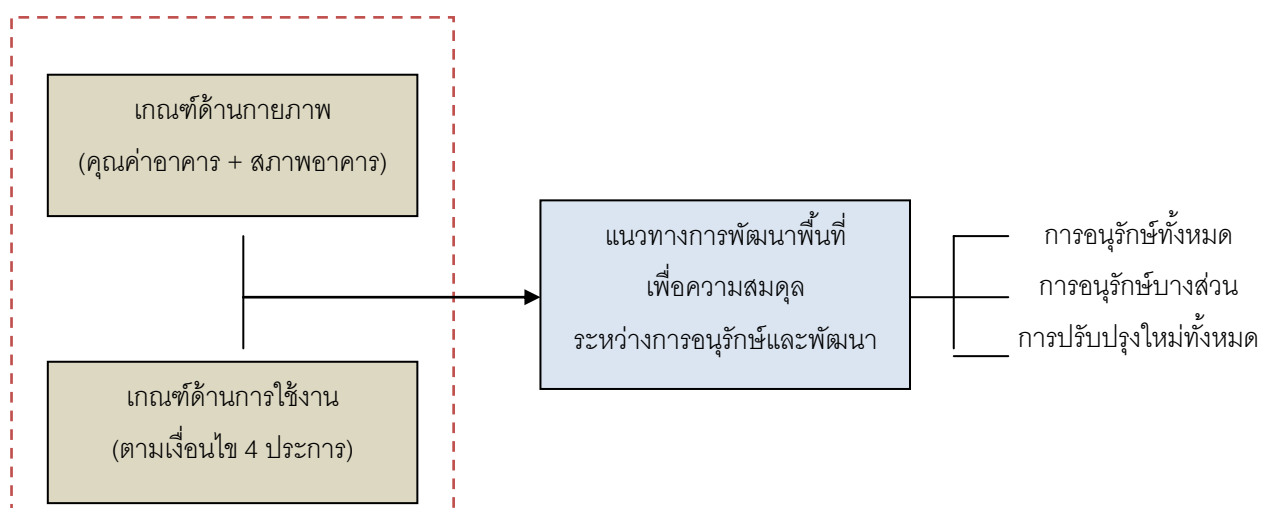 เกณฑ์ด้านกายภาพ
(คุณค่าอาคาร + สภาพอาคาร)
เกณฑ์ด้านการใช้งาน
(ตามเงื่อนไข 4 ประการ)
แนวทางการพัฒนาพื้นที่
เพื่อความสมดุล
ระหว่างการอนุรักษ์และพัฒนา
การอนุรักษ์ทั้งหมด
การอนุรักษ์บางส่วน
การปรับปรุงใหม่ทั้งหมด